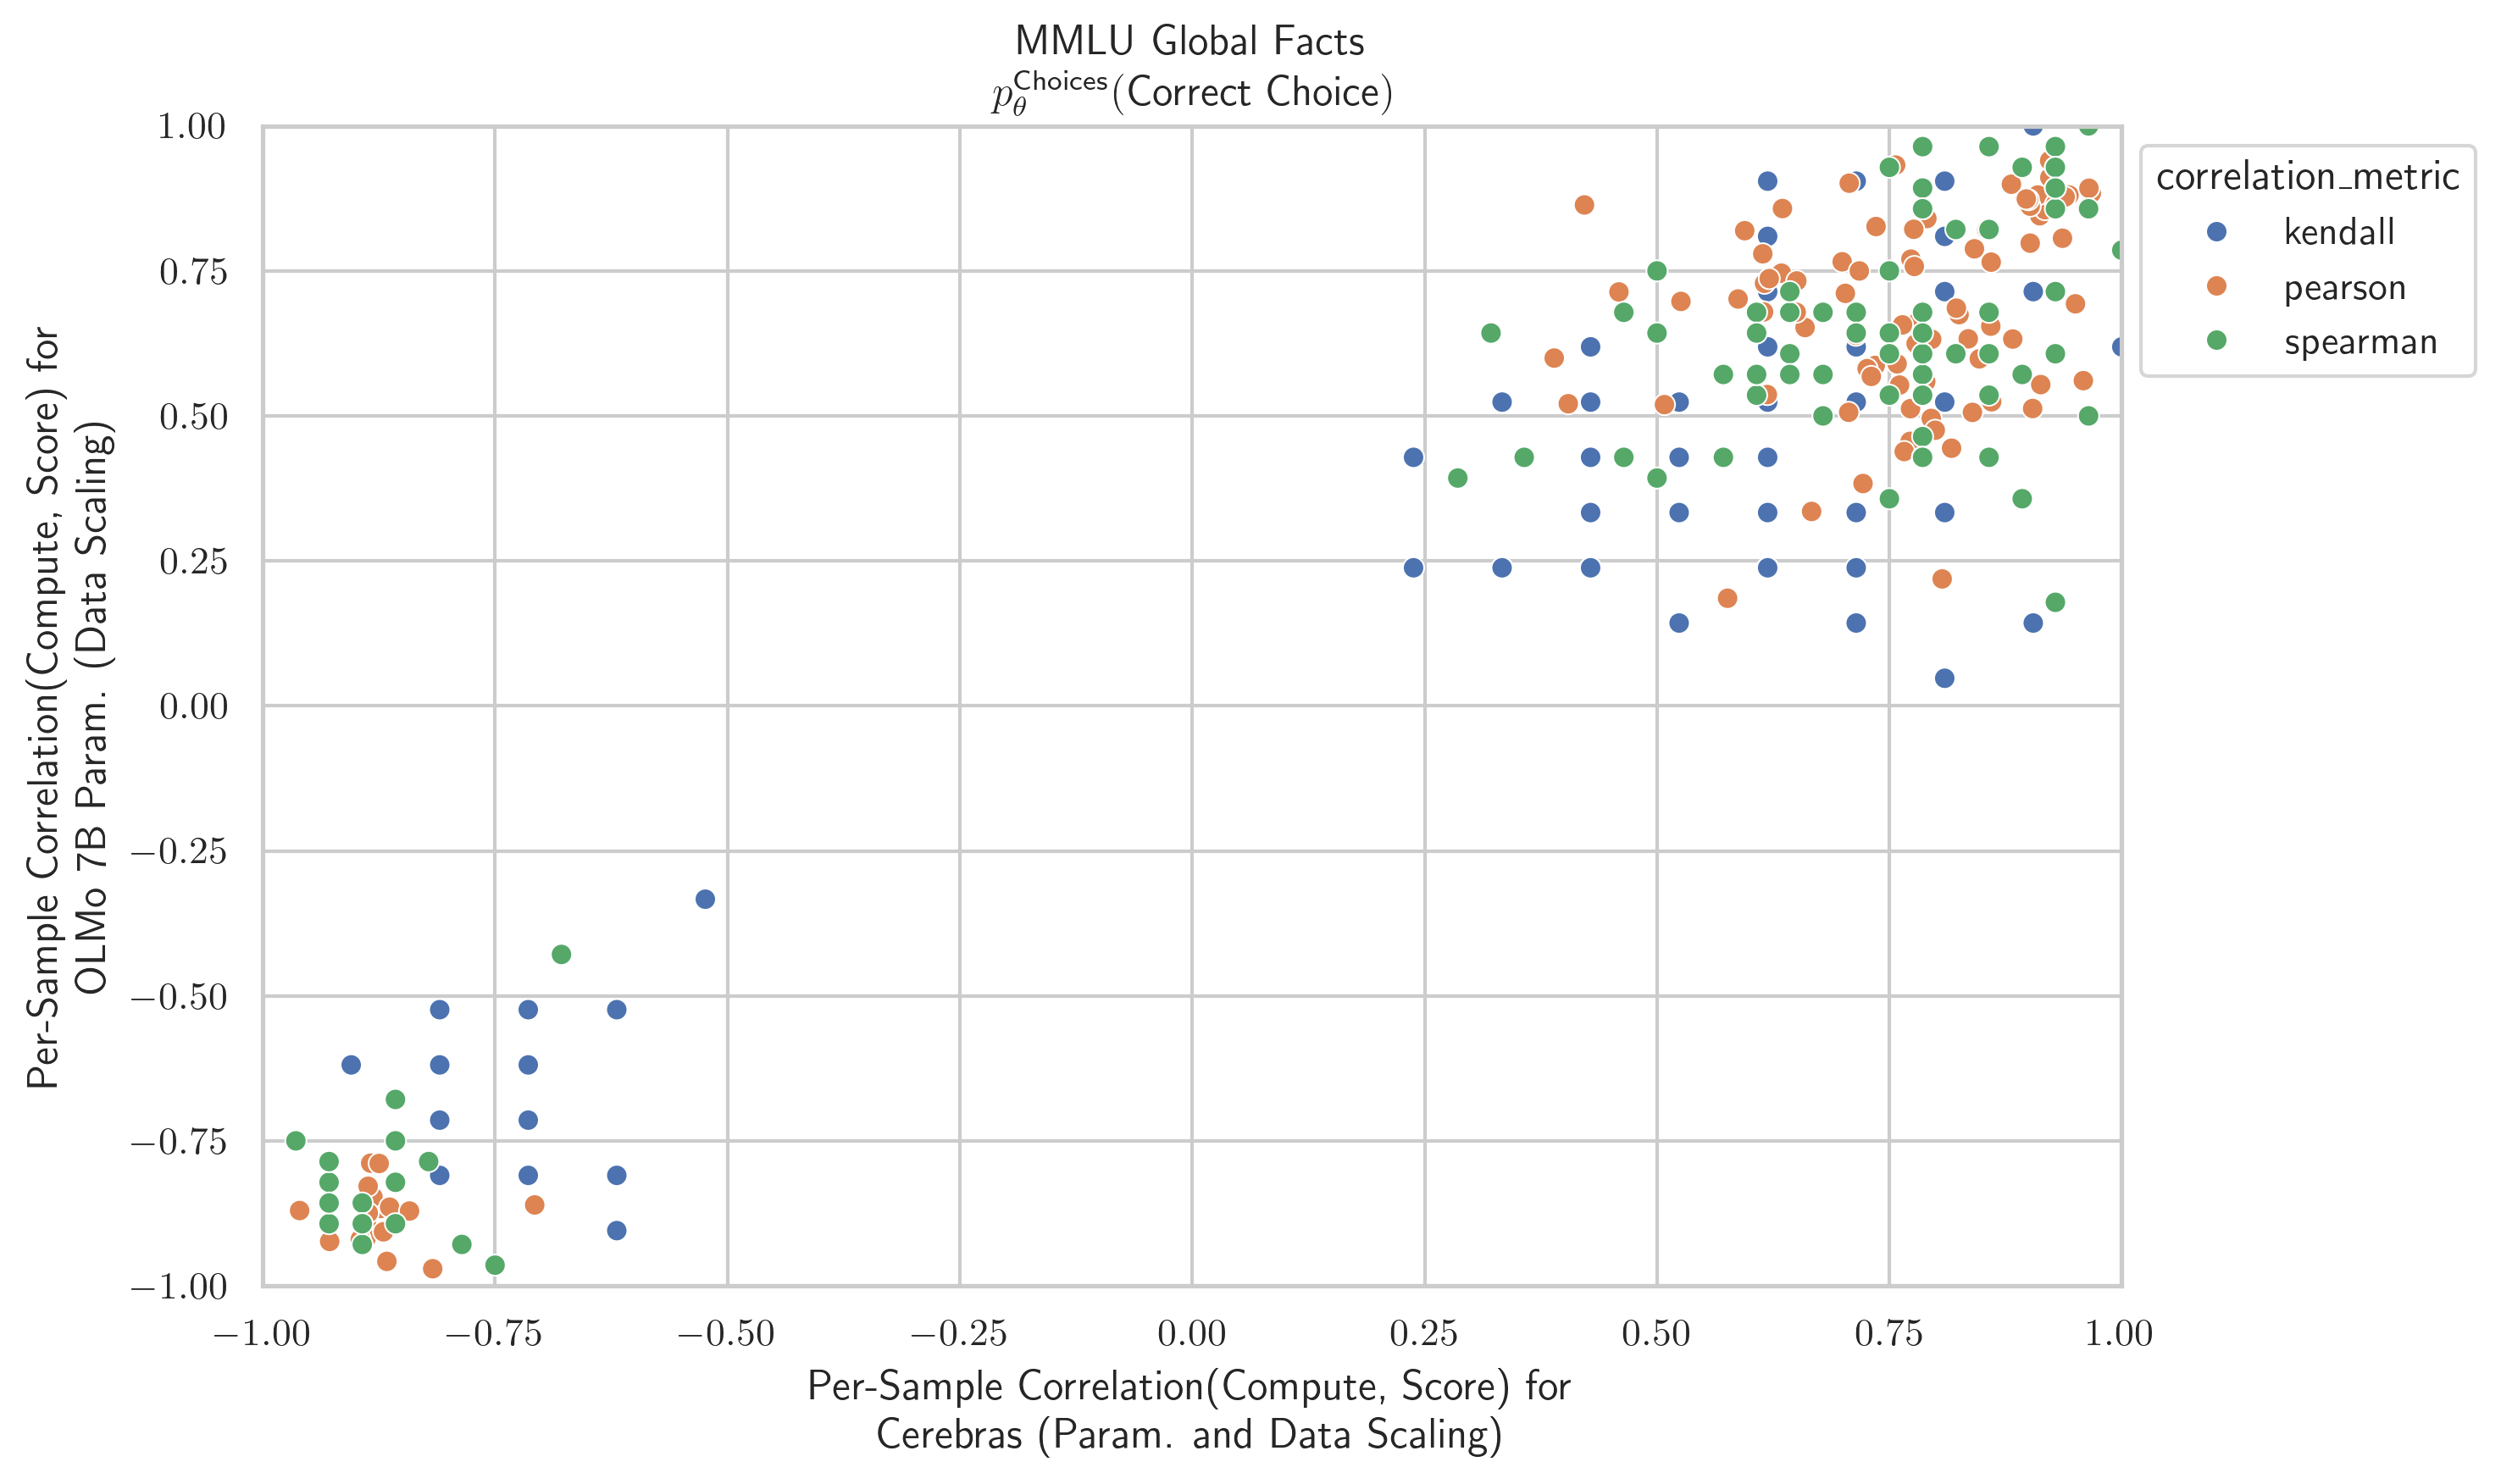 MMLU Global Facts
p_θ^Choices(Correct Choice)
1.00
0.75
0.50
0.25
0.00
−0.25
−0.50
−0.75
−1.00
Per-Sample Correlation(Compute, Score) for
OLMo 7B Param. (Data Scaling)
correlation_metric
kendall
pearson
spearman
−1.00 −0.75 −0.50 −0.25 0.00 0.25 0.50 0.75 1.00
Per-Sample Correlation(Compute, Score) for
Cerebras (Param. and Data Scaling)